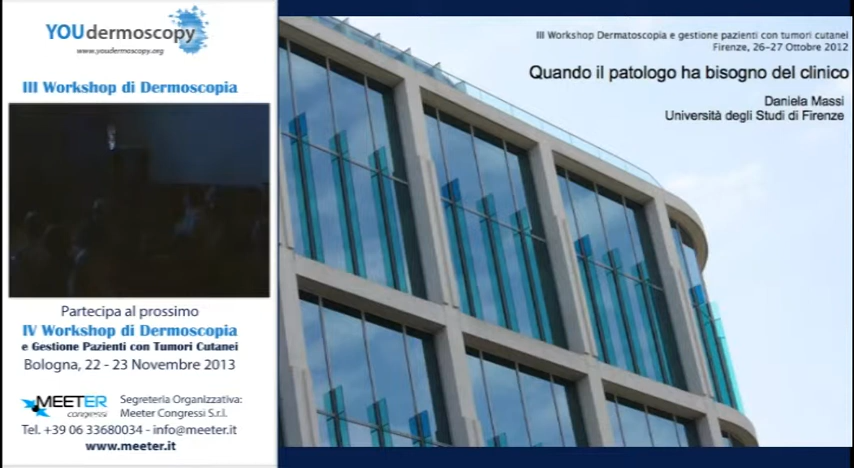 YOUdermoscopy
www.youdermoscopy.org
III Workshop di Dermoscopia
Partecipa al prossimo
IV Workshop di Dermoscopia
e Gestione Pazienti con Tumori Cutanei
Bologna, 22 - 23 Novembre 2013
MEETER
congressi
Segreteria Organizzativa:
Meeter Congressi S.r.l.
Tel. +39 06 33680034 - info@meeter.it
www.meeter.it
III Workshop Dermatoscopia e gestione pazienti con tumori cutanei
Firenze, 26-27 Ottobre 2012
Quando il patologo ha bisogno del clinico
Daniela Massi
Università degli Studi di Firenze